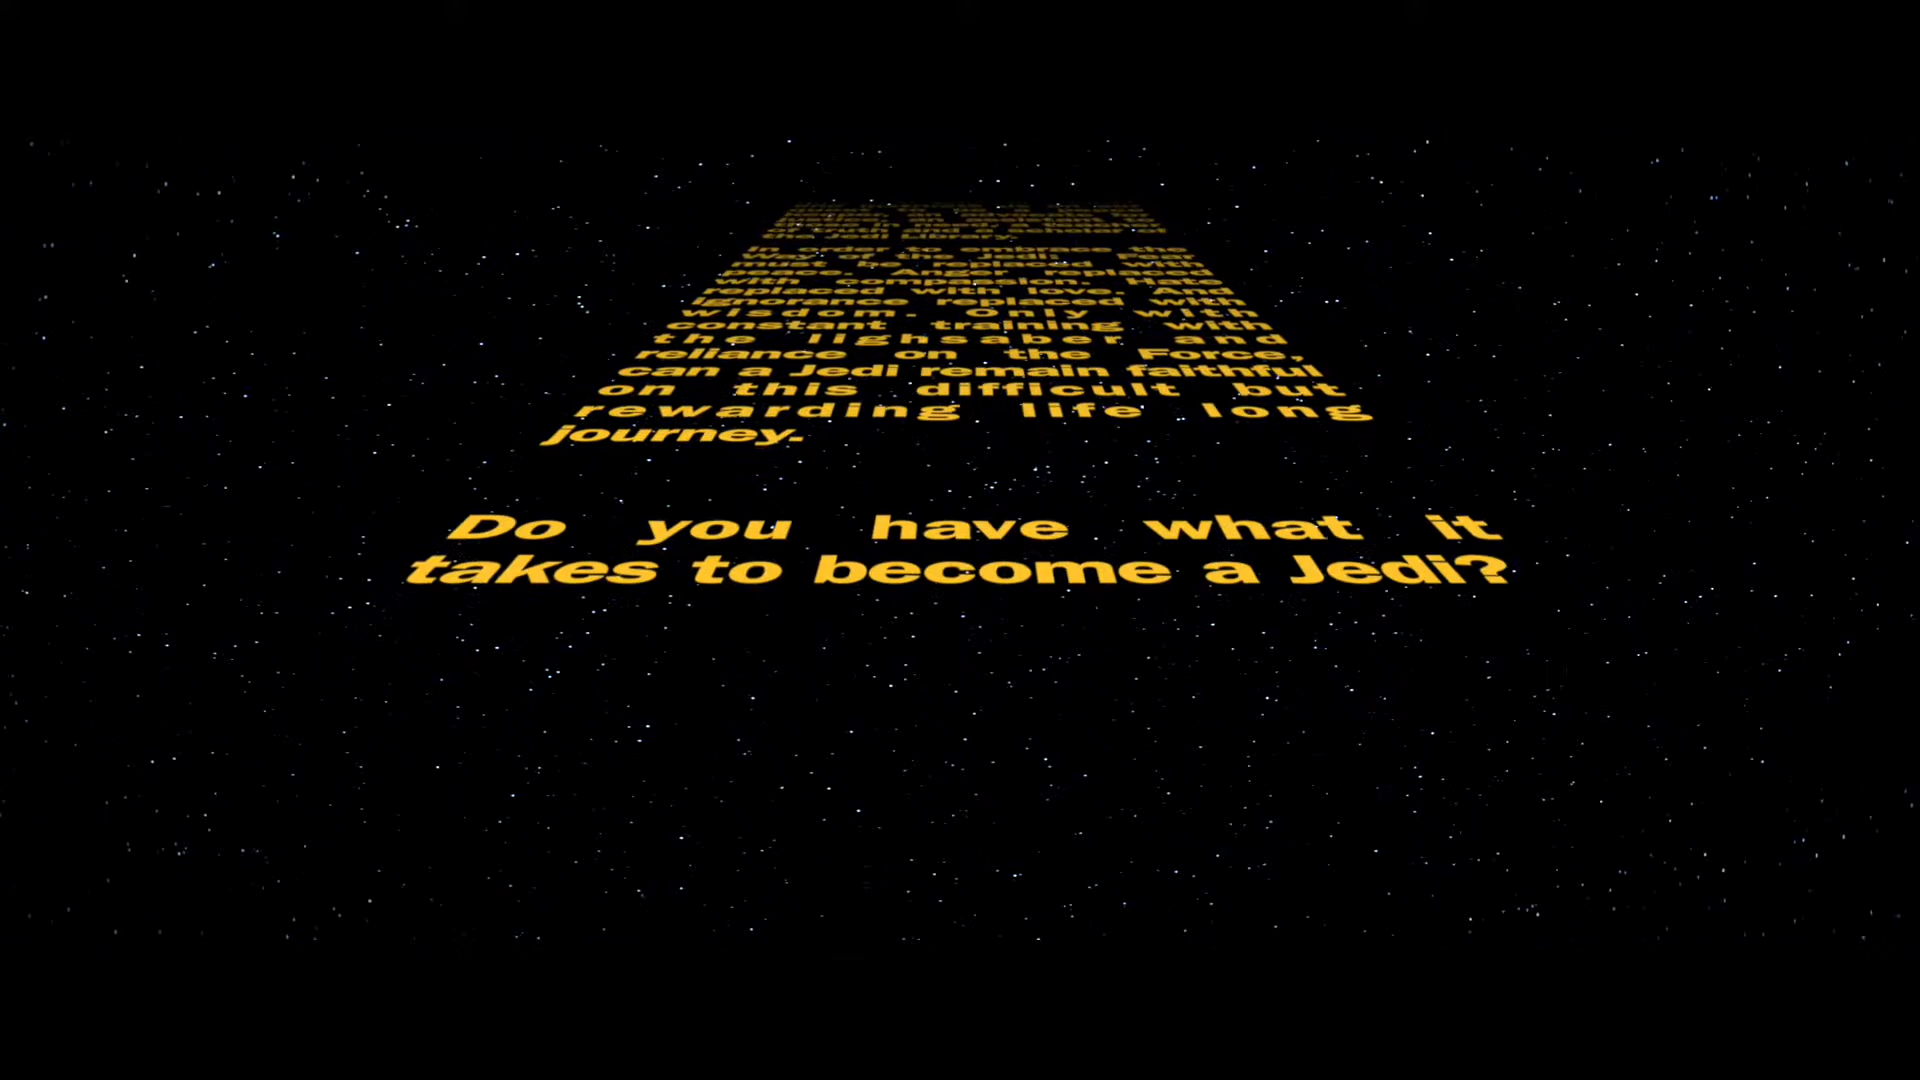 the Jedi Library.
In order to embrace the
Way of the Jedi: Fear
must be replaced with
peace. Anger replaced
with compassion. Hate
replaced with love. And
ignorance replaced with
wisdom. Only with
constant training with
the lighsaber and
reliance on the Force,
can a Jedi remain faithful
on this difficult but
rewarding life long
journey.
Do you have what it
takes to become a Jedi?